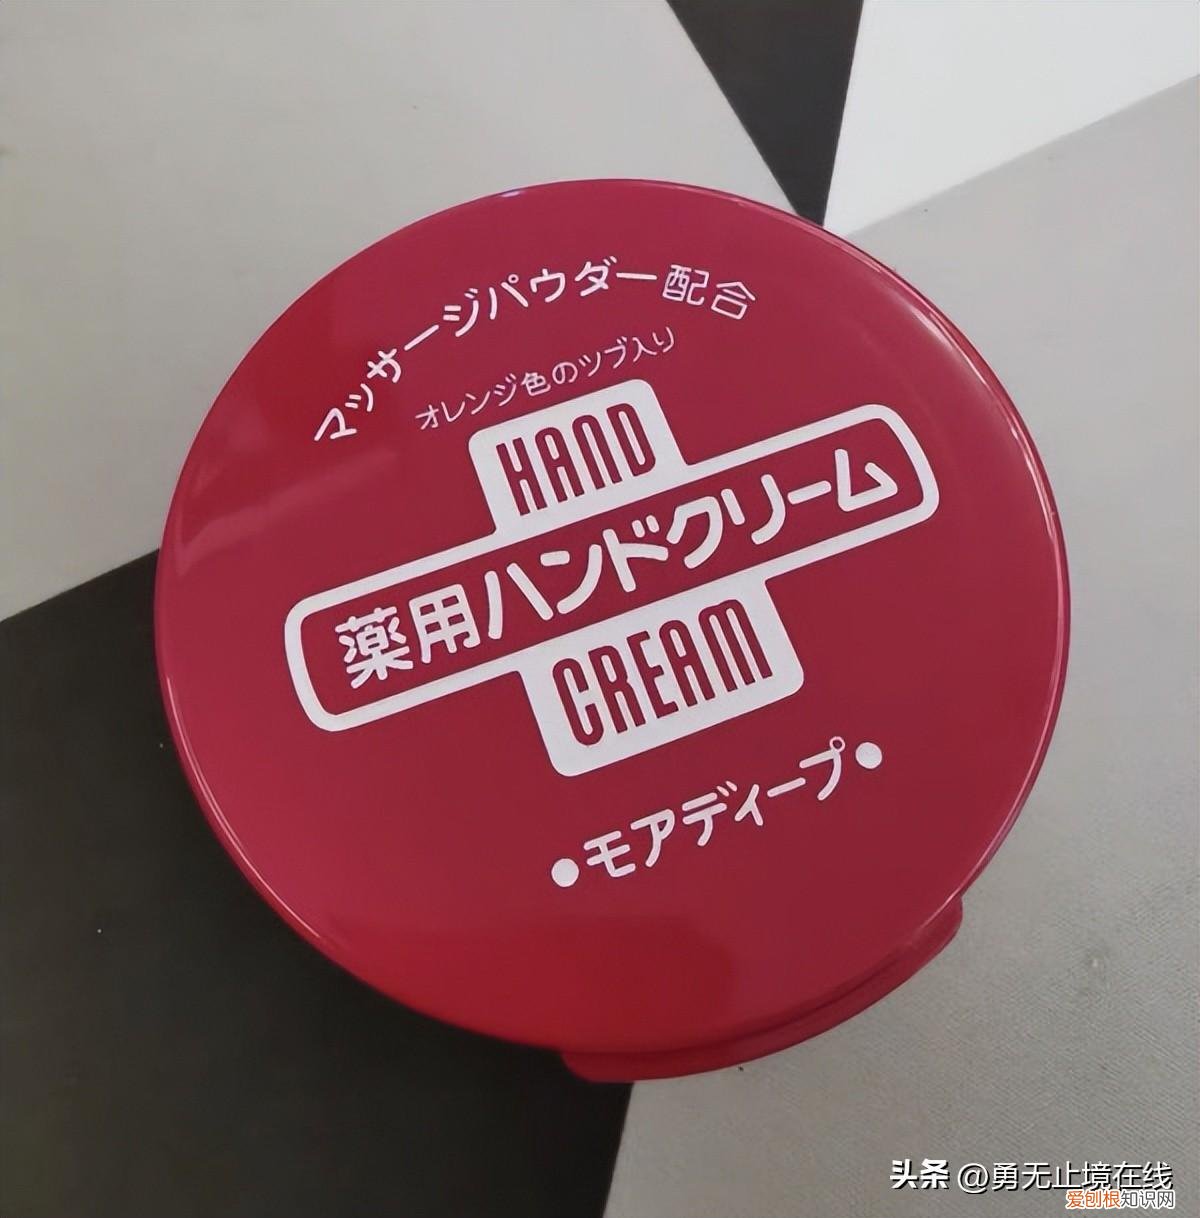 マッサージパウダー配合
オレンジ色のツブ入り
HAND
薬用ハンドクリーム
CREAM
●モアディープ●
头条 @勇无止境在线
爱刨根知识网